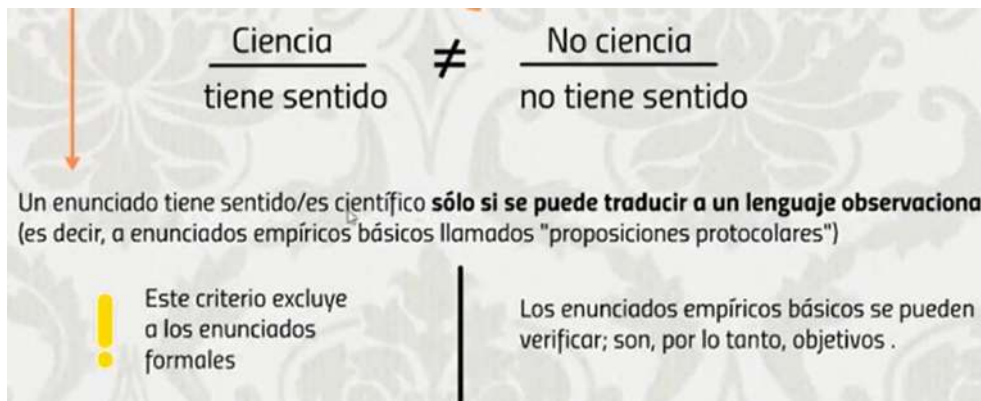 Ciencia ≠ No ciencia
tiene sentido no tiene sentido
Un enunciado tiene sentido/es científico sólo si se puede traducir a un lenguaje observaciona
(es decir, a enunciados empíricos básicos llamados "proposiciones protocolares")
! Este criterio excluye
a los enunciados
formales
Los enunciados empíricos básicos se pueden
verificar; son, por lo tanto, objetivos .